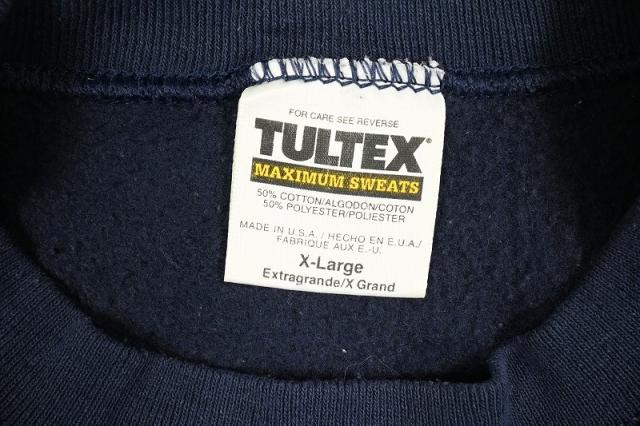 FOR CARE SEE REVERSE
TULTEX®
MAXIMUM SWEATS
50% COTTON/ALGODON/COTON
50% POLYESTER/POLIESTER
MADE IN U.S.A. / HECHO EN E.U.A./
FABRIQUE AUX E.-U.
X-Large
Extragrande/X Grand